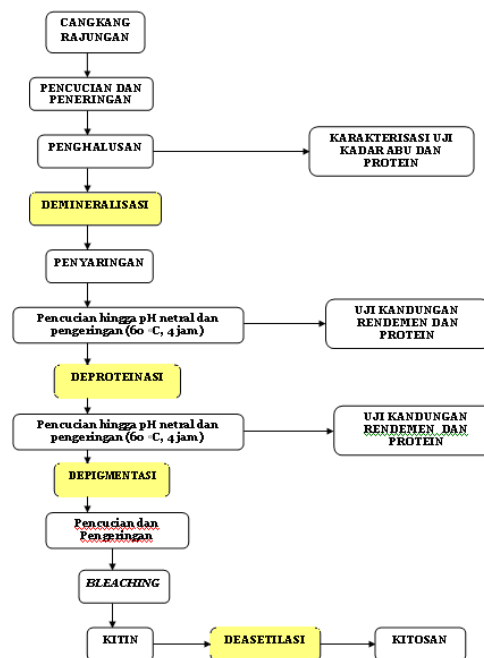 CANGKANG
RAJUNGAN
PENCUCIAN DAN
PENERINGAN
PENGHALUSAN
KARAKTERISASI UJI
KADAR ABU DAN
PROTEIN
DEMINERALISASI
PENYARINGAN
Pencucian hingga pH netral dan
pengeringan (60 °C, 4 jam)
UJI KANDUNGAN
RENDEMEN DAN
PROTEIN
DEPROTEINASI
Pencucian hingga pH netral dan
pengeringan (60 °C, 4 jam)
UJI KANDUNGAN
RENDEMEN DAN
PROTEIN
DEPIGMENTASI
Pencucian dan
Pengeringan
BLEACHING
KITIN
DEASETILASI
KITOSAN